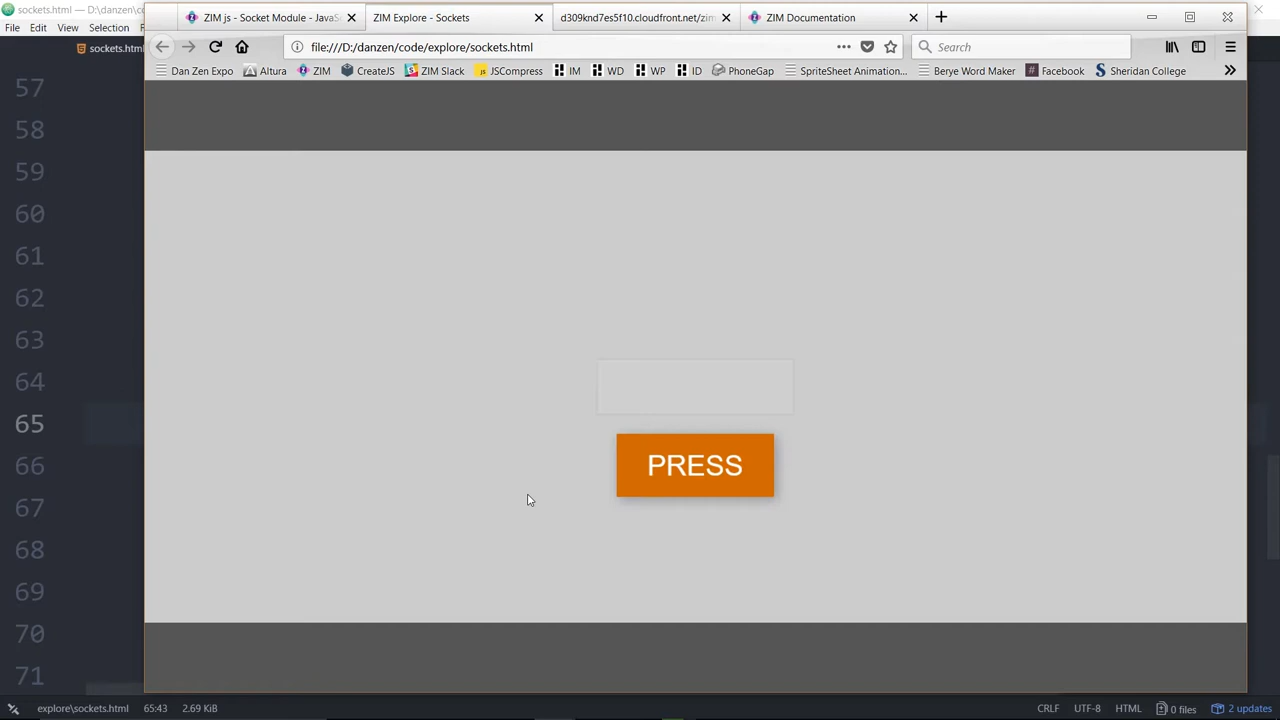 sockets.html — D:\danzen\c
ZIM js - Socket Module - JavaS
ZIM Explore - Sockets
d309knd7es5f10.cloudfront.net/zim
ZIM Documentation
File Edit View Selection
file:///D:/danzen/code/explore/sockets.html
Search
sockets.htm
Dan Zen Expo
Altura
ZIM
CreateJS
ZIM Slack
JSCompress
IM
WD
WP
ID
PhoneGap
SpriteSheet Animation...
Berye Word Maker
Facebook
Sheridan College
57
58
59
60
61
62
63
64
65
66
67
68
69
70
71
PRESS
explore\sockets.html 65:43 2.69 KiB
CRLF UTF-8 HTML 0 files 2 updates